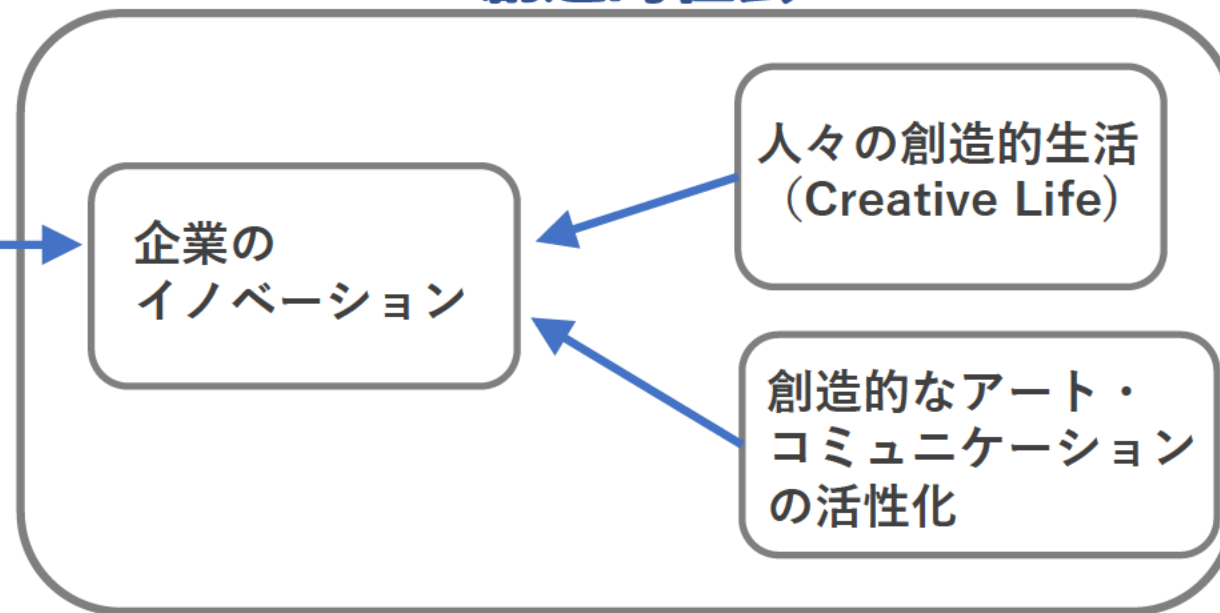 企業の
イノベーション
人々の創造的生活
（Creative Life）
創造的なアート・
コミュニケーション
の活性化